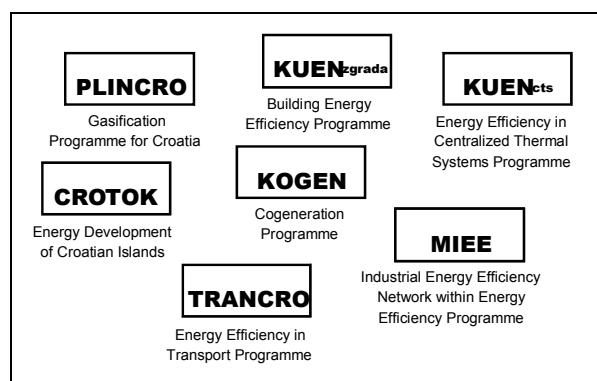 PLINCRO
Gasification
Programme for Croatia
KUENzgrada
Building Energy
Efficiency Programme
KUENcts
Energy Efficiency in
Centralized Thermal
Systems Programme
CROTOK
Energy Development
of Croatian Islands
KOGEN
Cogeneration
Programme
MIEE
Industrial Energy Efficiency
Network within Energy
Efficiency Programme
TRANCRO
Energy Efficiency in
Transport Programme